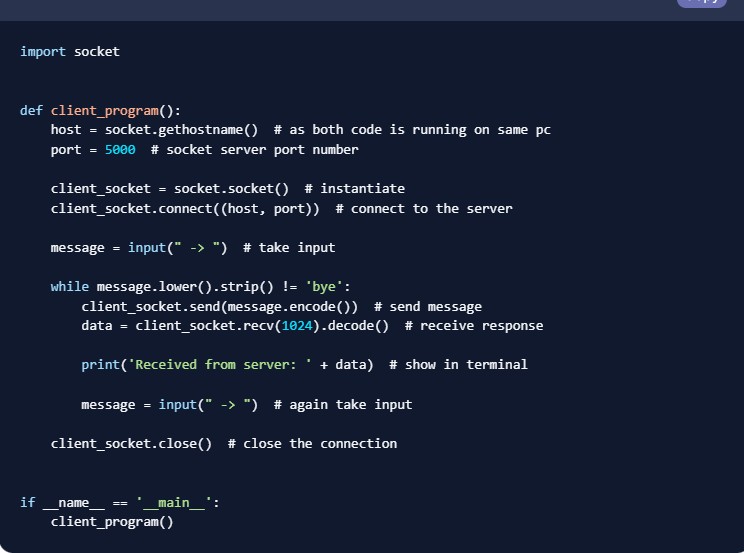 import socket
def client_program():
    host = socket.gethostname()  # as both code is running on same pc
    port = 5000  # socket server port number
    client_socket = socket.socket()  # instantiate
    client_socket.connect((host, port))  # connect to the server
    message = input(" -> ")  # take input
    while message.lower().strip() != 'bye':
        client_socket.send(message.encode())  # send message
        data = client_socket.recv(1024).decode()  # receive response
        print('Received from server: ' + data)  # show in terminal
        message = input(" -> ")  # again take input
    client_socket.close()  # close the connection
if __name__ == '__main__':
    client_program()